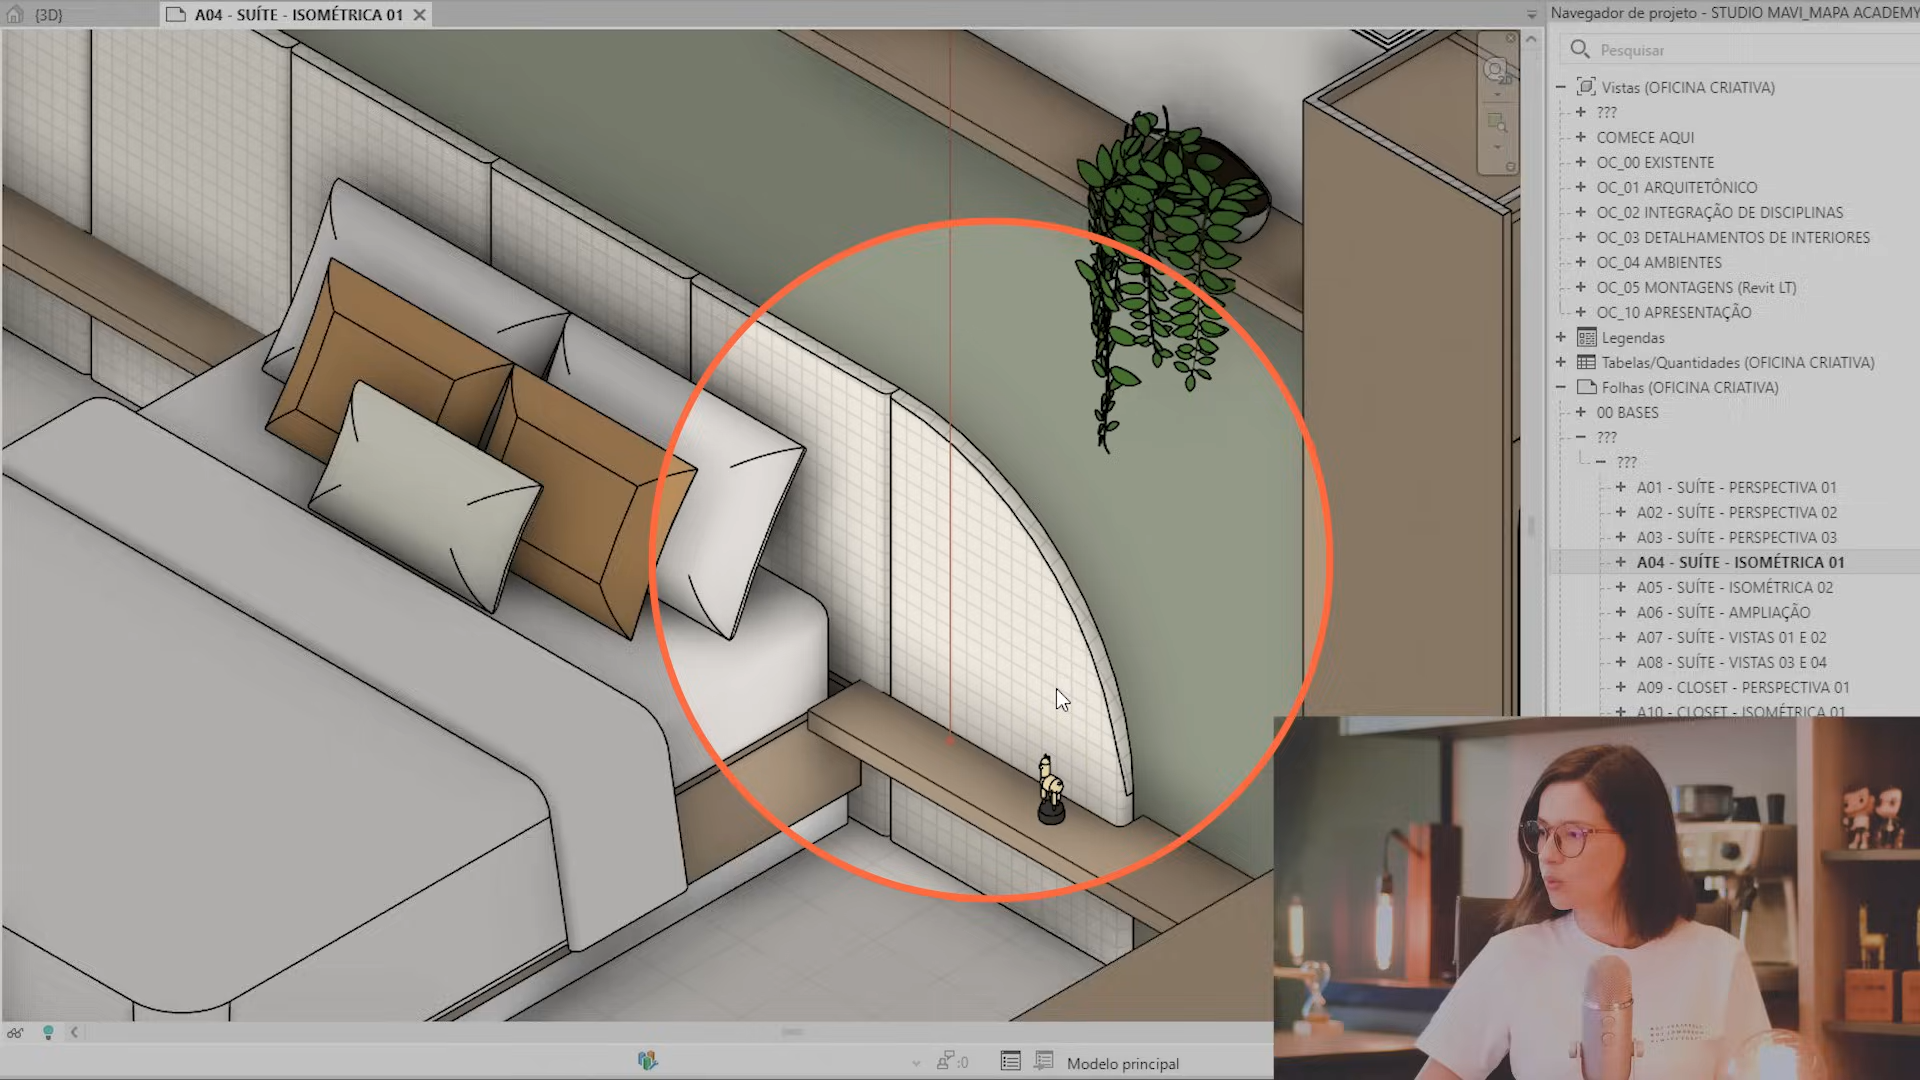 {3D}
A04 - SUÍTE - ISOMÉTRICA 01
Navegador de projeto - STUDIO MAVI_MAPA ACADEMY
Pesquisar
Vistas (OFICINA CRIATIVA)
???
COMECE AQUI
OC_00 EXISTENTE
OC_01 ARQUITETÔNICO
OC_02 INTEGRAÇÃO DE DISCIPLINAS
OC_03 DETALHAMENTOS DE INTERIORES
OC_04 AMBIENTES
OC_05 MONTAGENS (Revit LT)
OC_10 APRESENTAÇÃO
Legendas
Tabelas/Quantidades (OFICINA CRIATIVA)
Folhas (OFICINA CRIATIVA)
00 BASES
???
???
A01 - SUÍTE - PERSPECTIVA 01
A02 - SUÍTE - PERSPECTIVA 02
A03 - SUÍTE - PERSPECTIVA 03
A04 - SUÍTE - ISOMÉTRICA 01
A05 - SUÍTE - ISOMÉTRICA 02
A06 - SUÍTE - AMPLIAÇÃO
A07 - SUÍTE - VISTAS 01 E 02
A08 - SUÍTE - VISTAS 03 E 04
A09 - CLOSET - PERSPECTIVA 01
A10 - CLOSET - ISOMÉTRICA 01
:0
Modelo principal